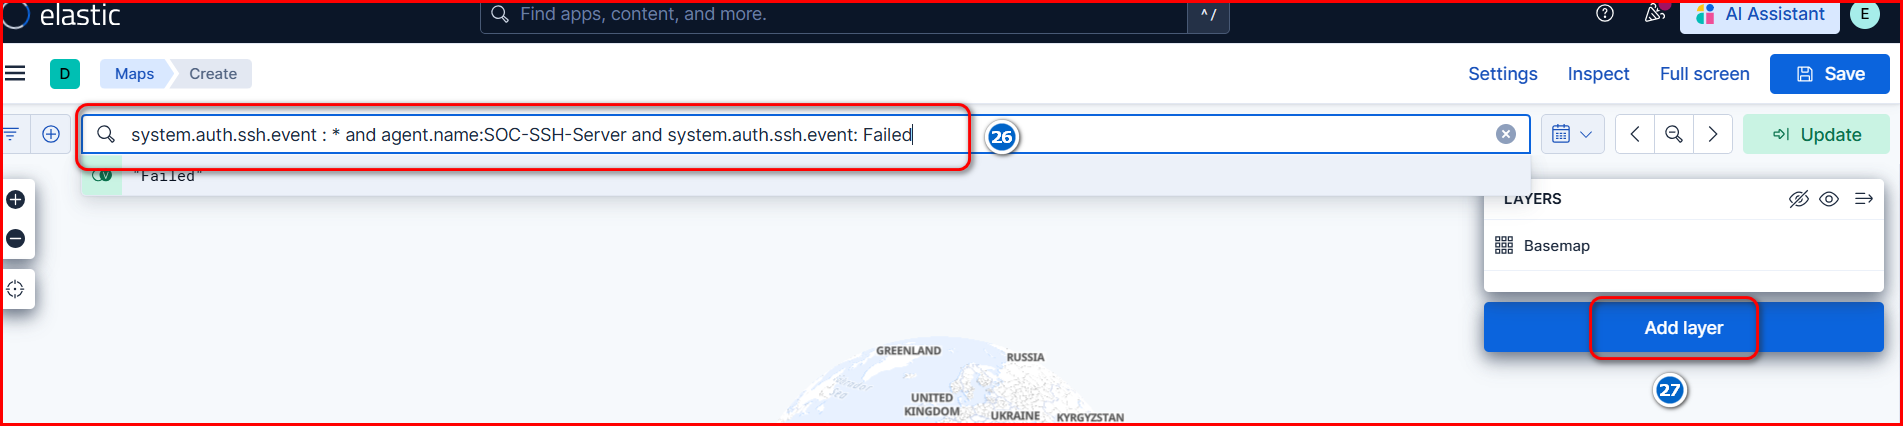 elastic
Find apps, content, and more.
^/
AI Assistant
E
D
Maps
Create
Settings
Inspect
Full screen
Save
system.auth.ssh.event : * and agent.name:SOC-SSH-Server and system.auth.ssh.event: Failed
26
Update
"Failed"
LAYERS
Basemap
Add layer
27
GREENLAND
RUSSIA
UNITED
KINGDOM
UKRAINE
KYRGYZSTAN